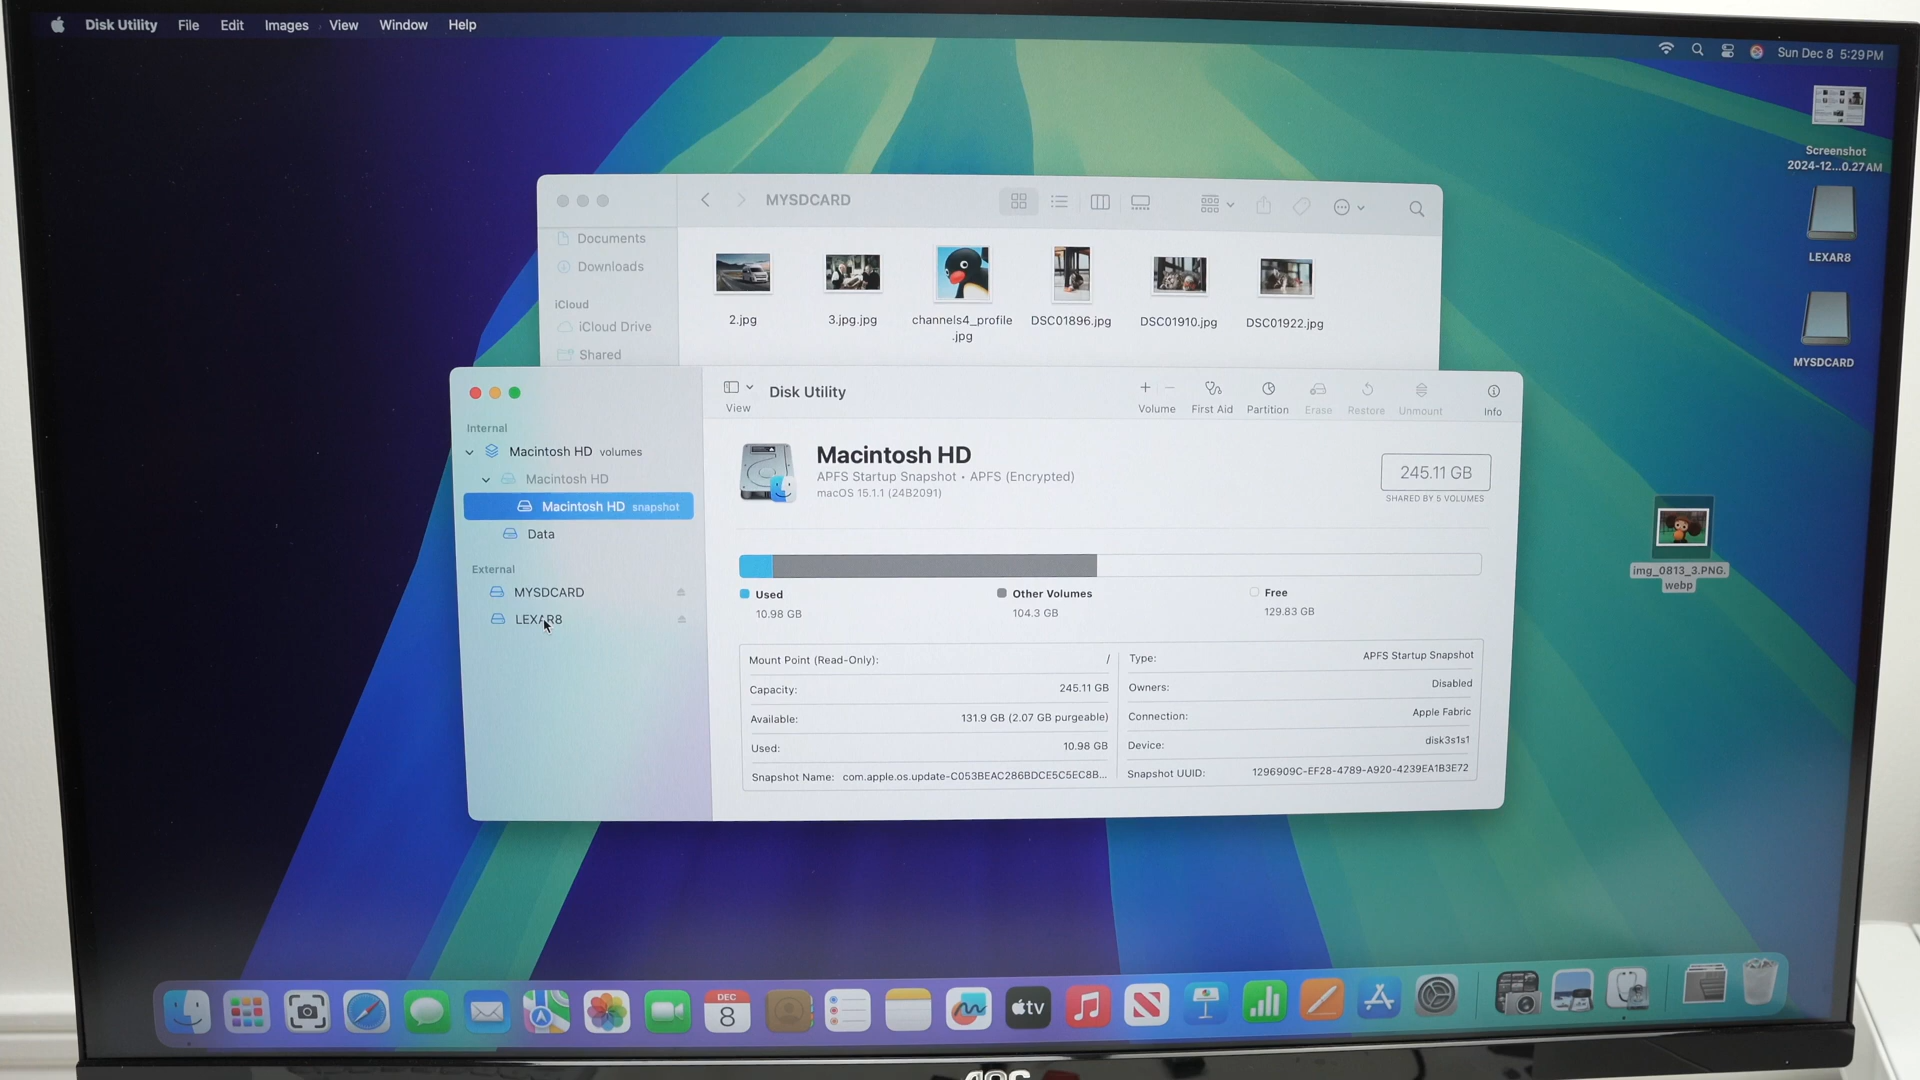 Disk Utility File Edit Images View Window Help
Sun Dec 8 5:29 PM
Screenshot
2024-12...0.27 AM
LEXAR8
MYSDCARD
img_0813_3.PNG.
webp
MYSDCARD
Documents
Downloads
iCloud
iCloud Drive
Shared
2.jpg
3.jpg.jpg
channels4_profile
.jpg
DSC01896.jpg
DSC01910.jpg
DSC01922.jpg
View
Disk Utility
Volume First Aid Partition Erase Restore Unmount Info
Internal
Macintosh HD volumes
Macintosh HD
Macintosh HD snapshot
Data
External
MYSDCARD
LEXAR8
Macintosh HD
APFS Startup Snapshot • APFS (Encrypted)
macOS 15.1.1 (24B2091)
245.11 GB
SHARED BY 5 VOLUMES
Used
10.98 GB
Other Volumes
104.3 GB
Free
129.83 GB
Mount Point (Read-Only): /
Capacity: 245.11 GB
Available: 131.9 GB (2.07 GB purgeable)
Used: 10.98 GB
Snapshot Name: com.apple.os.update-C053BEAC286BDCE5C5EC8B...
Type: APFS Startup Snapshot
Owners: Disabled
Connection: Apple Fabric
Device: disk3s1s1
Snapshot UUID: 1296909C-EF28-4789-A920-4239EA1B3E72
DEC
8
tv
AOC